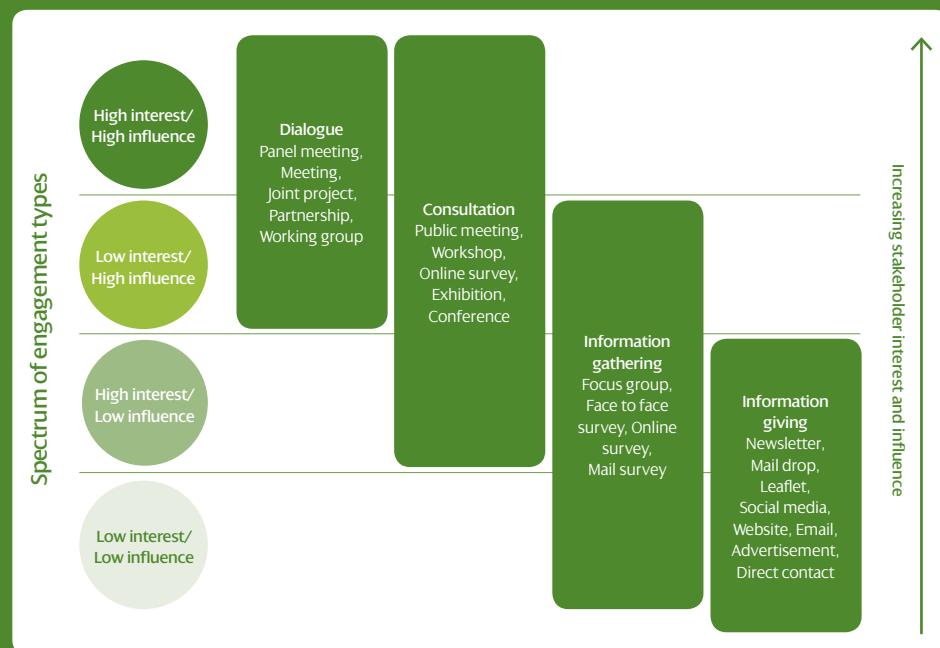 Spectrum of engagement types
High interest/
High influence
Low interest/
High influence
High interest/
Low influence
Low interest/
Low influence
Dialogue
Panel meeting,
Meeting,
Joint project,
Partnership,
Working group
Consultation
Public meeting,
Workshop,
Online survey,
Exhibition,
Conference
Information
gathering
Focus group,
Face to face
survey, Online
survey,
Mail survey
Information
giving
Newsletter,
Mail drop,
Leaflet,
Social media,
Website, Email,
Advertisement,
Direct contact
Increasing stakeholder interest and influence